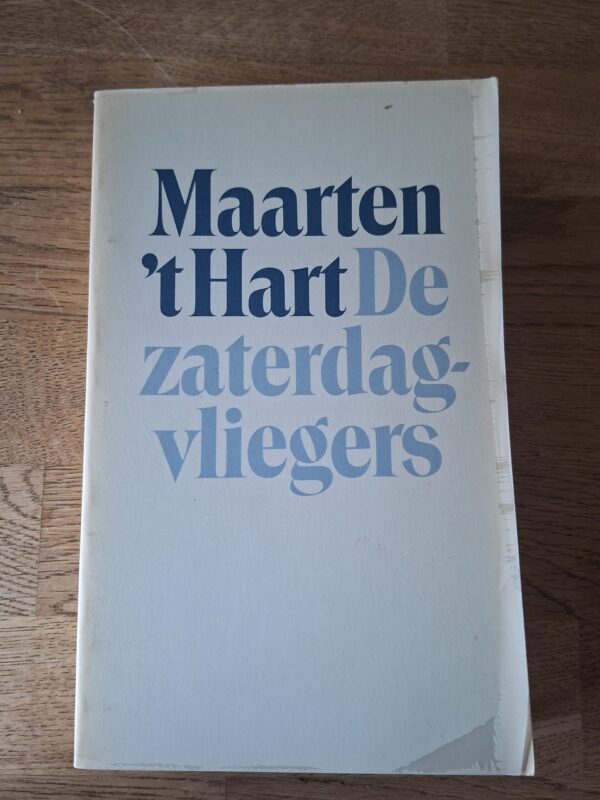 Maarten
’t Hart De
zaterdag-
vliegers